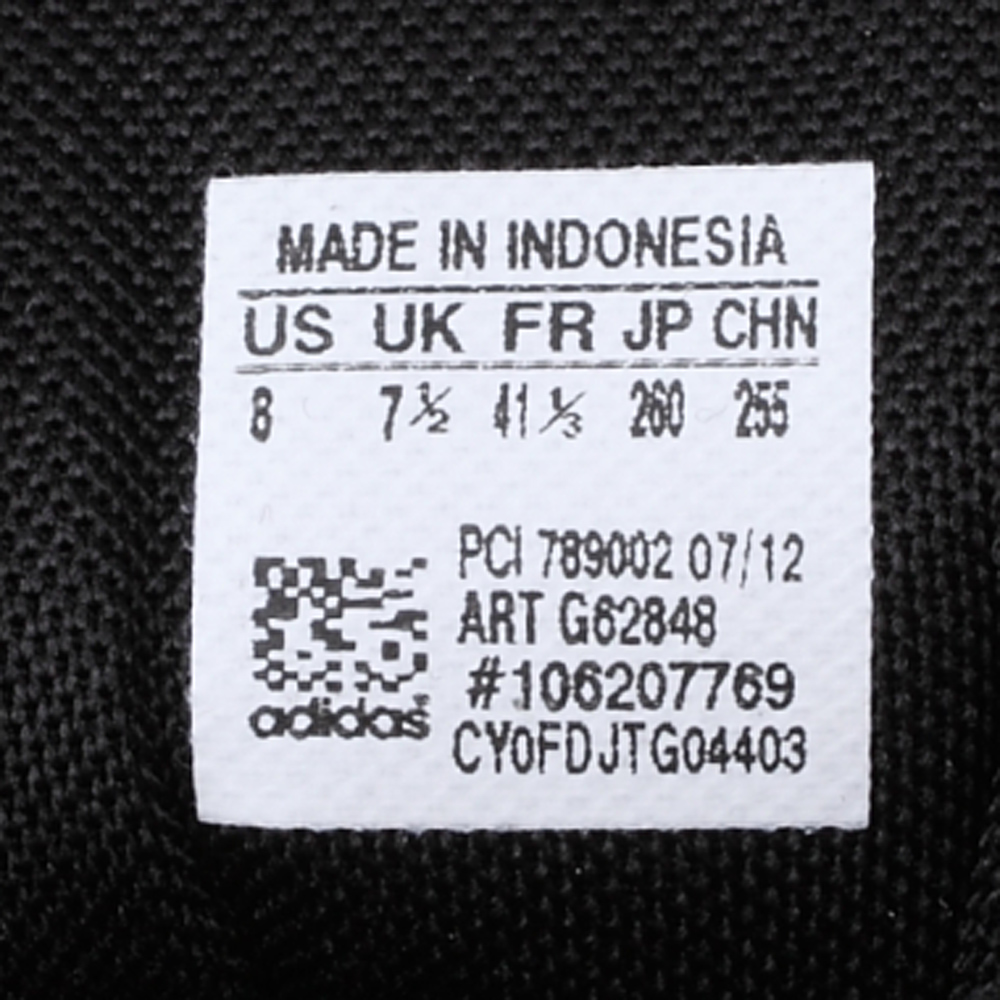 MADE IN INDONESIA
US UK FR JP CHN
8 7½ 41⅓ 260 255
PCI 789002 07/12
ART G62848
#106207769
adidas
CY0FDJTG04403